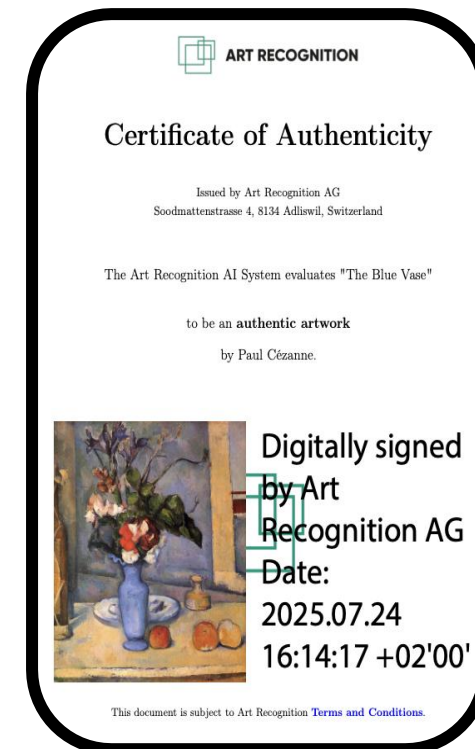 ART RECOGNITION
Certificate of Authenticity
Issued by Art Recognition AG
Soodmattenstrasse 4, 8134 Adliswil, Switzerland
The Art Recognition AI System evaluates "The Blue Vase"
to be an authentic artwork
by Paul Cézanne.
Digitally signed
by Art
Recognition AG
Date:
2025.07.24
16:14:17 +02'00'
This document is subject to Art Recognition Terms and Conditions.